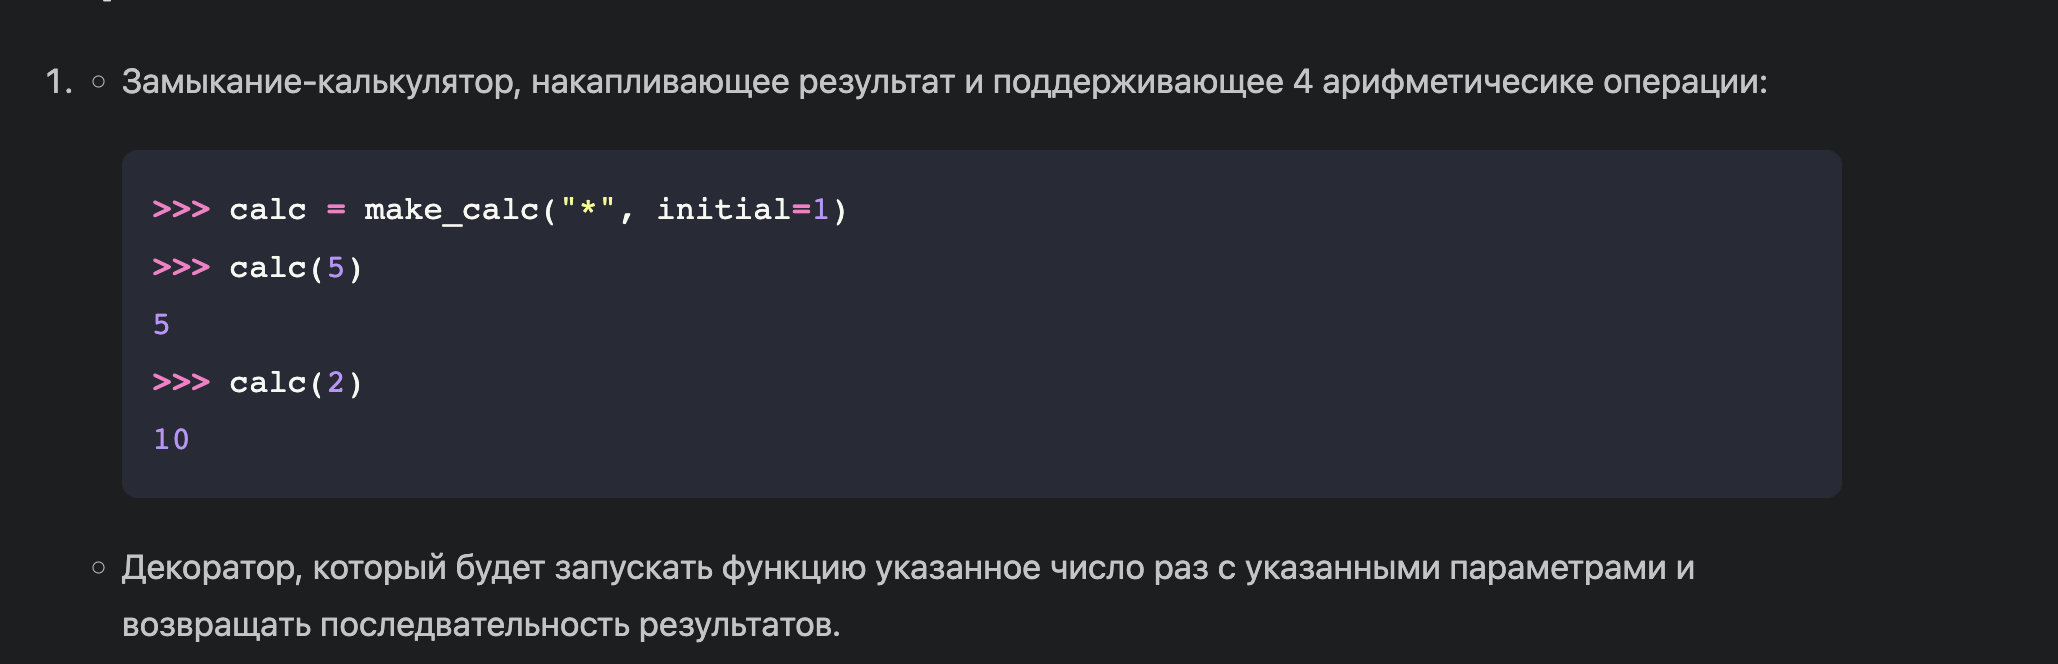 1. ◦ Замыкание-калькулятор, накапливающее результат и поддерживающее 4 арифметичесике операции:
>>> calc = make_calc("*", initial=1)
>>> calc(5)
5
>>> calc(2)
10
◦ Декоратор, который будет запускать функцию указанное число раз с указанными параметрами и
возвращать последвательность результатов.